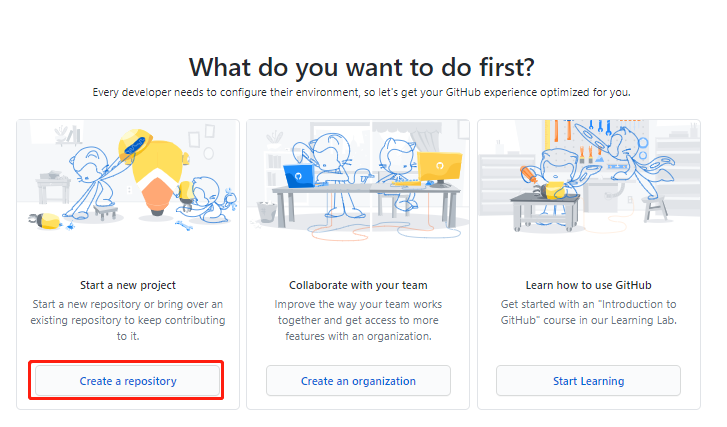 What do you want to do first?
Every developer needs to configure their environment, so let's get your GitHub experience optimized for you.
Start a new project
Start a new repository or bring over an
existing repository to keep contributing
to it.
Create a repository
Collaborate with your team
Improve the way your team works
together and get access to more
features with an organization.
Create an organization
Learn how to use GitHub
Get started with an "Introduction to
GitHub" course in our Learning Lab.
Start Learning